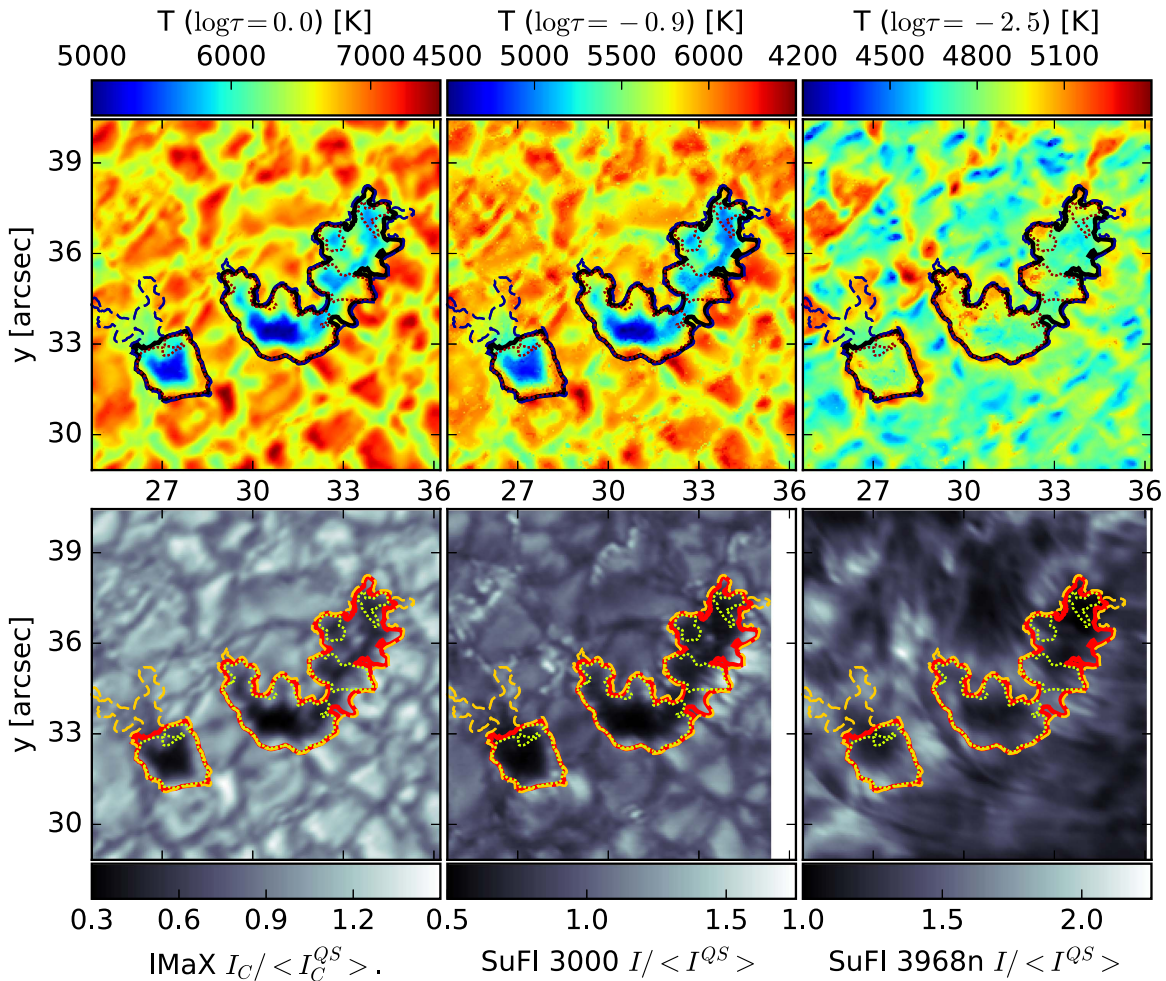 T (logτ = 0.0) [K] T (logτ = −0.9) [K] T (logτ = −2.5) [K]
5000 6000 7000 4500 5000 5500 6000 4200 4500 4800 5100
39
36
33
30
y [arcsec]
27 30 33 36 27 30 33 36 27 30 33 36
39
36
33
30
y [arcsec]
0.3 0.6 0.9 1.2 0.5 1.0 1.5 1.0 1.5 2.0
IMaX I_C/<I_C^{QS}>. SuFI 3000 I/<I^{QS}> SuFI 3968n I/<I^{QS}>